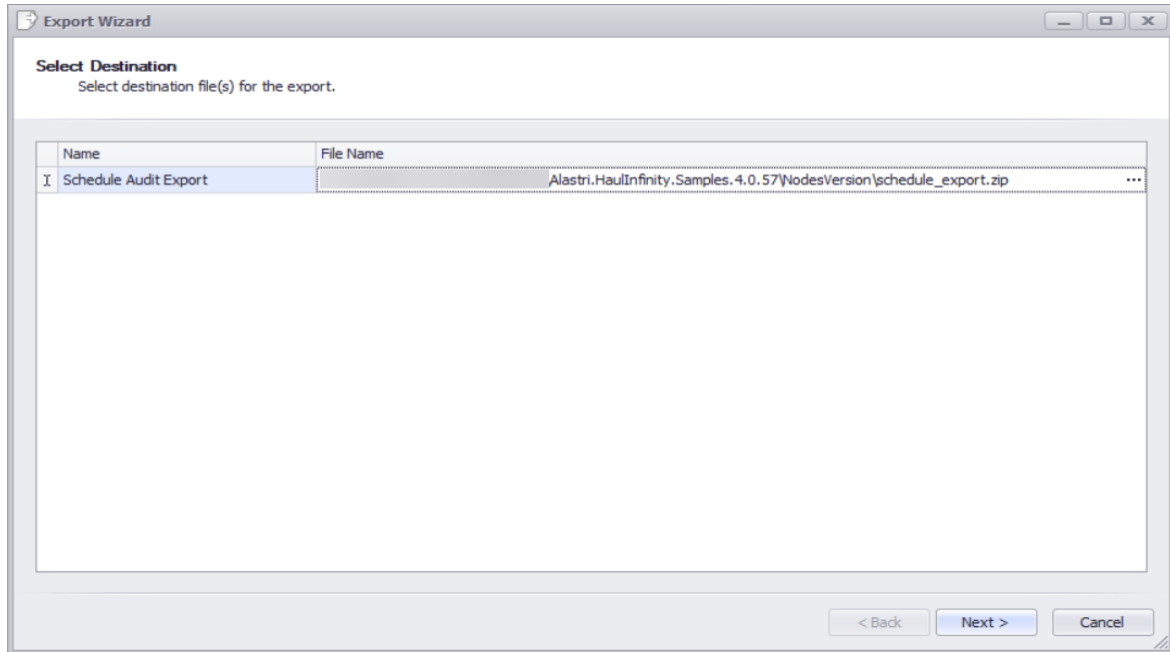 Export Wizard
Select Destination
Select destination file(s) for the export.
Name File Name
Schedule Audit Export Alastri.HaulInfinity.Samples.4.0.57\NodesVersion\schedule_export.zip ...
< Back Next > Cancel